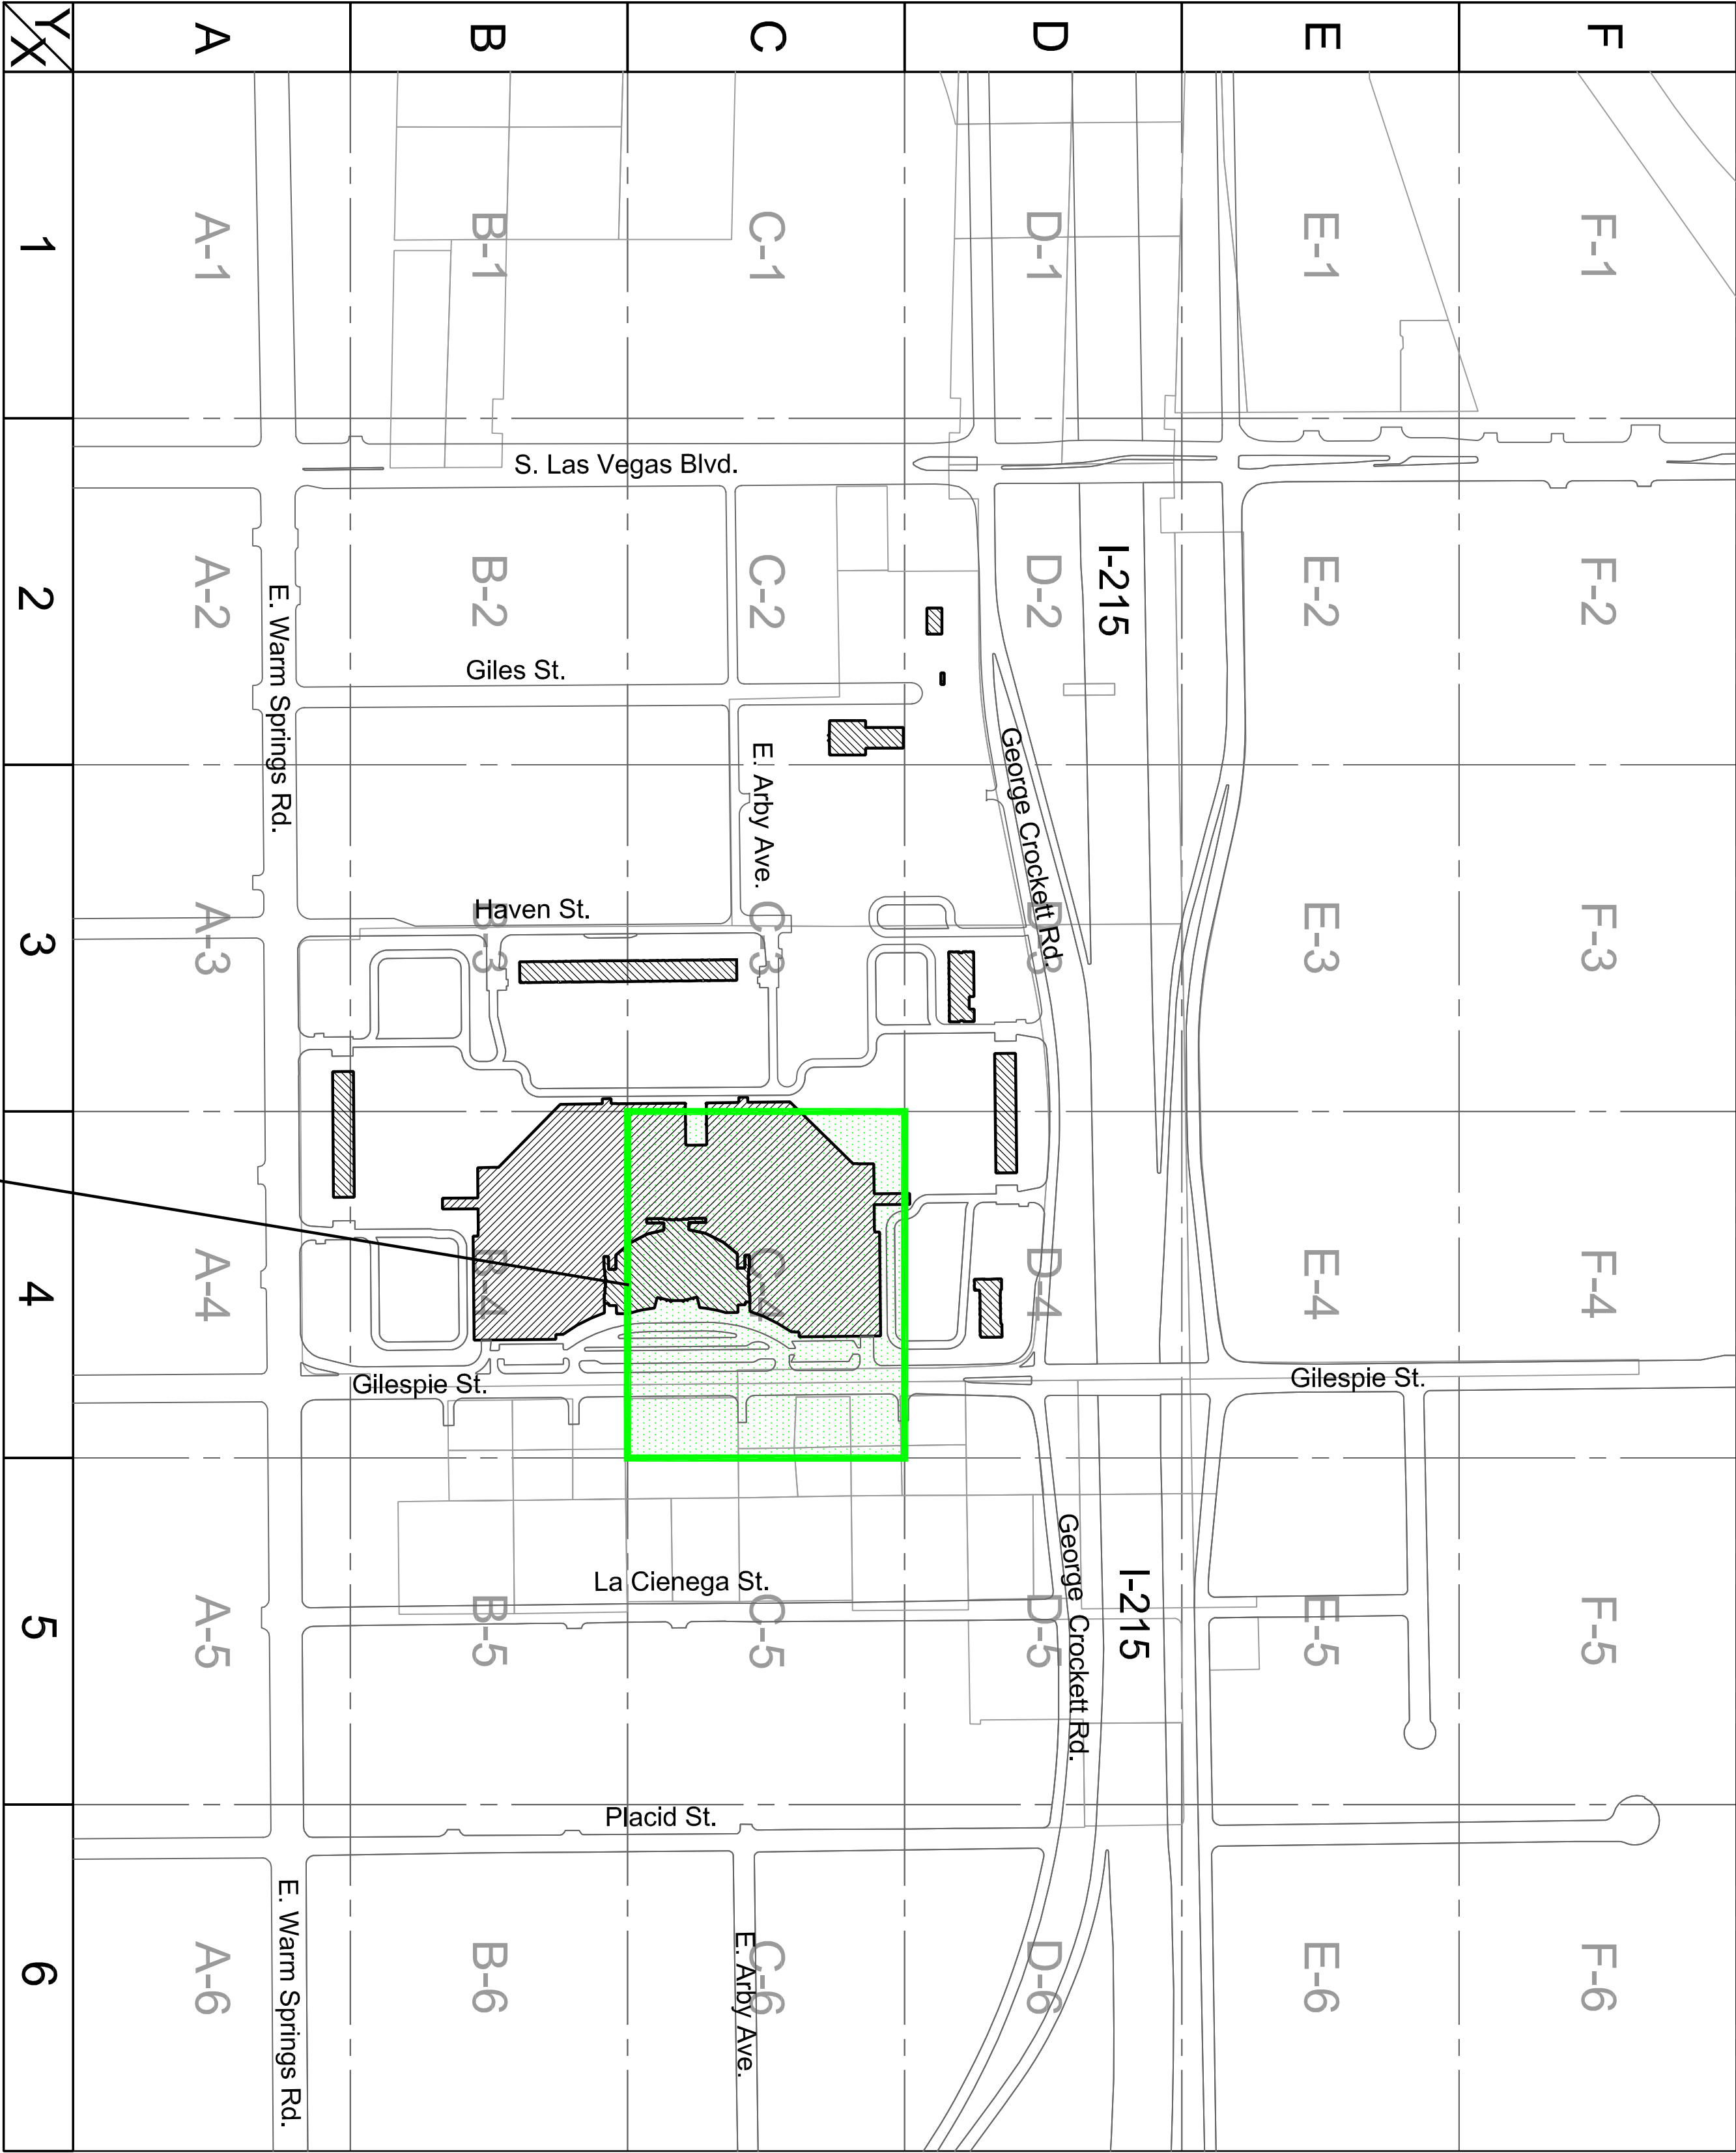 Y X
A
B
C
D
E
F
1
A-1
B-1
C-1
D-1
E-1
F-1
S. Las Vegas Blvd.
2
A-2
B-2
C-2
D-2
E-2
F-2
I-215
E. Warm Springs Rd.
Giles St.
E. Arby Ave.
George Crockett Rd.
Haven St.
3
A-3
B-3
C-3
D-3
E-3
F-3
4
A-4
B-4
C-4
D-4
E-4
F-4
Gilespie St.
Gilespie St.
La Cienega St.
George Crockett Rd.
I-215
5
A-5
B-5
C-5
D-5
E-5
F-5
Placid St.
E. Warm Springs Rd.
E. Arby Ave.
6
A-6
B-6
C-6
D-6
E-6
F-6